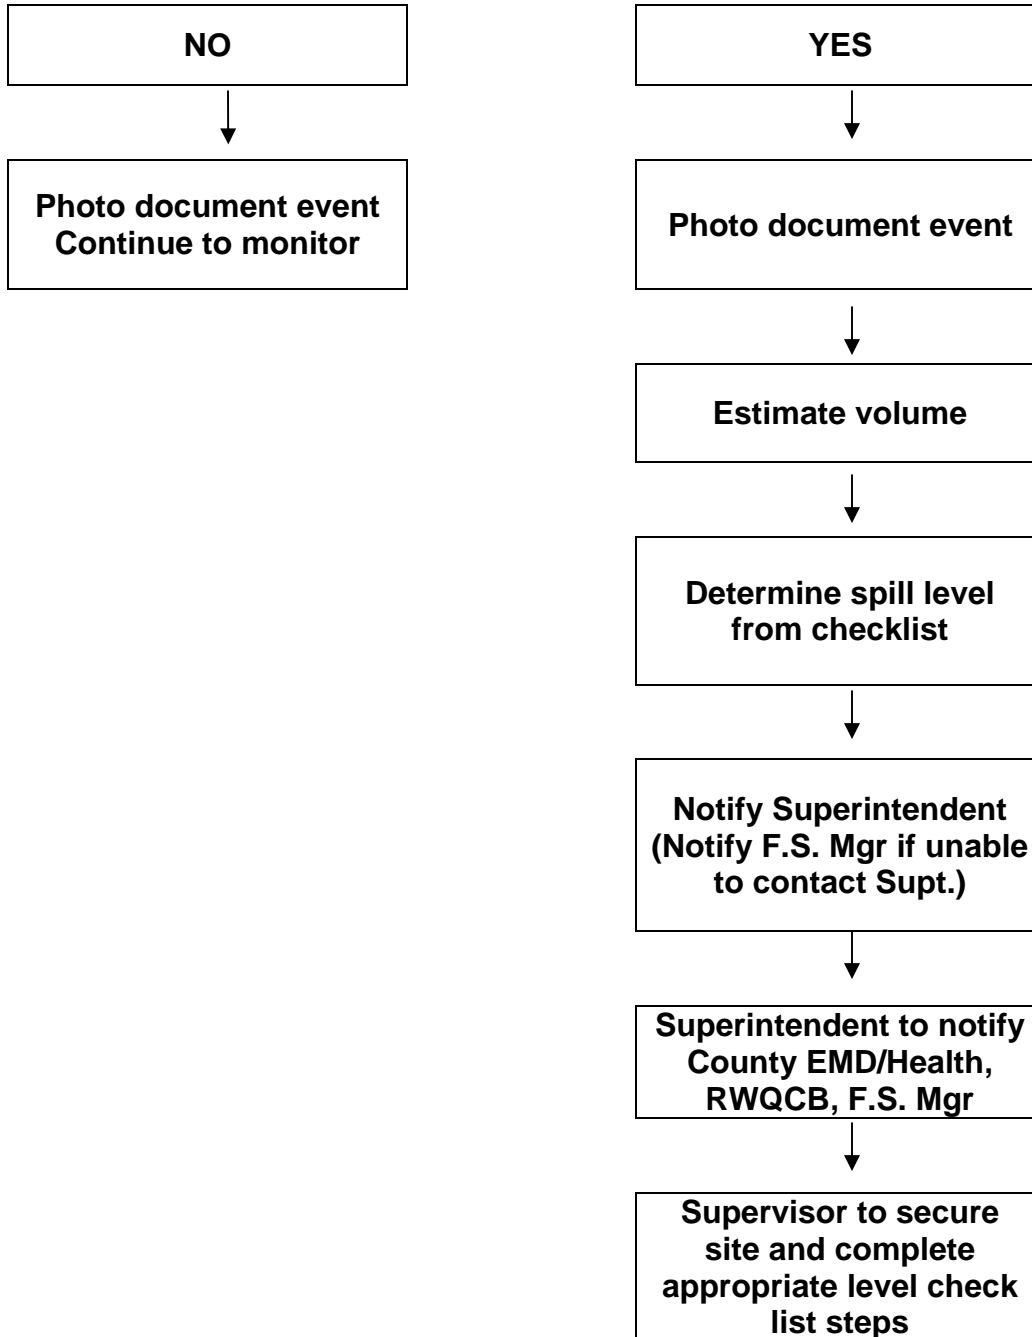 NO
Photo document event
Continue to monitor
YES
Photo document event
Estimate volume
Determine spill level
from checklist
Notify Superintendent
(Notify F.S. Mgr if unable
to contact Supt.)
Superintendent to notify
County EMD/Health,
RWQCB, F.S. Mgr
Supervisor to secure
site and complete
appropriate level check
list steps